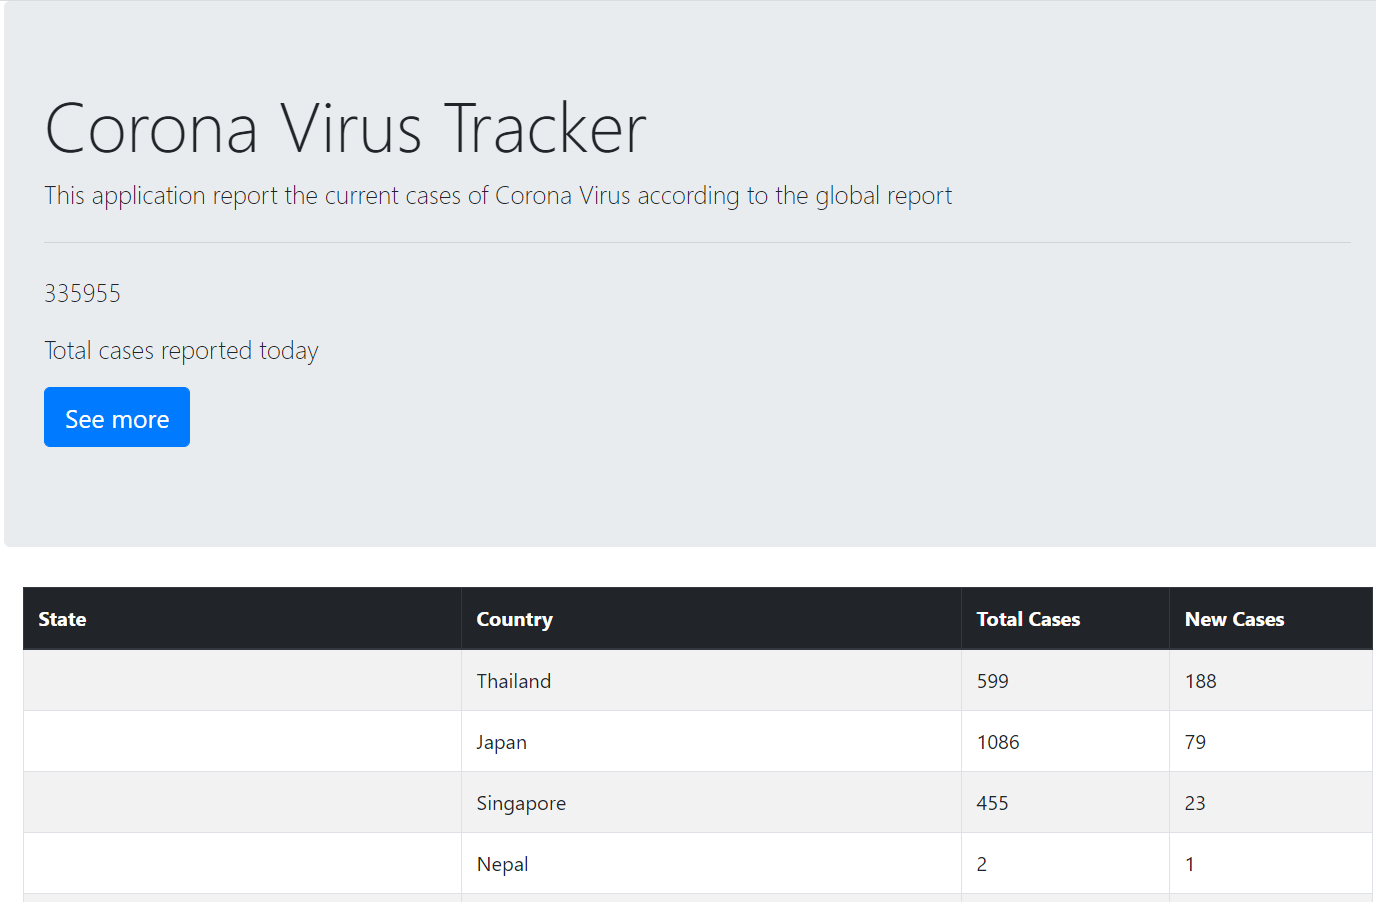 Corona Virus Tracker
This application report the current cases of Corona Virus according to the global report
335955
Total cases reported today
See more
State Country Total Cases New Cases
Thailand 599 188
Japan 1086 79
Singapore 455 23
Nepal 2 1